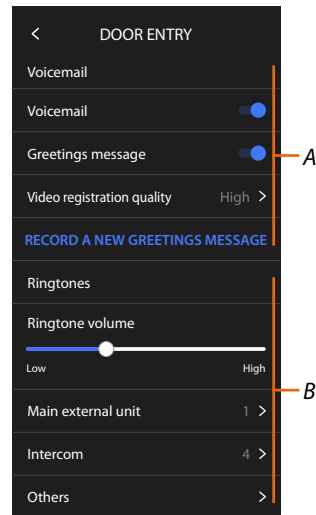 DOOR ENTRY
Voicemail
Voicemail
Greetings message
Video registration quality High
RECORD A NEW GREETINGS MESSAGE
A
Ringtones
Ringtone volume
Low High
Main external unit 1
B
Intercom 4
Others